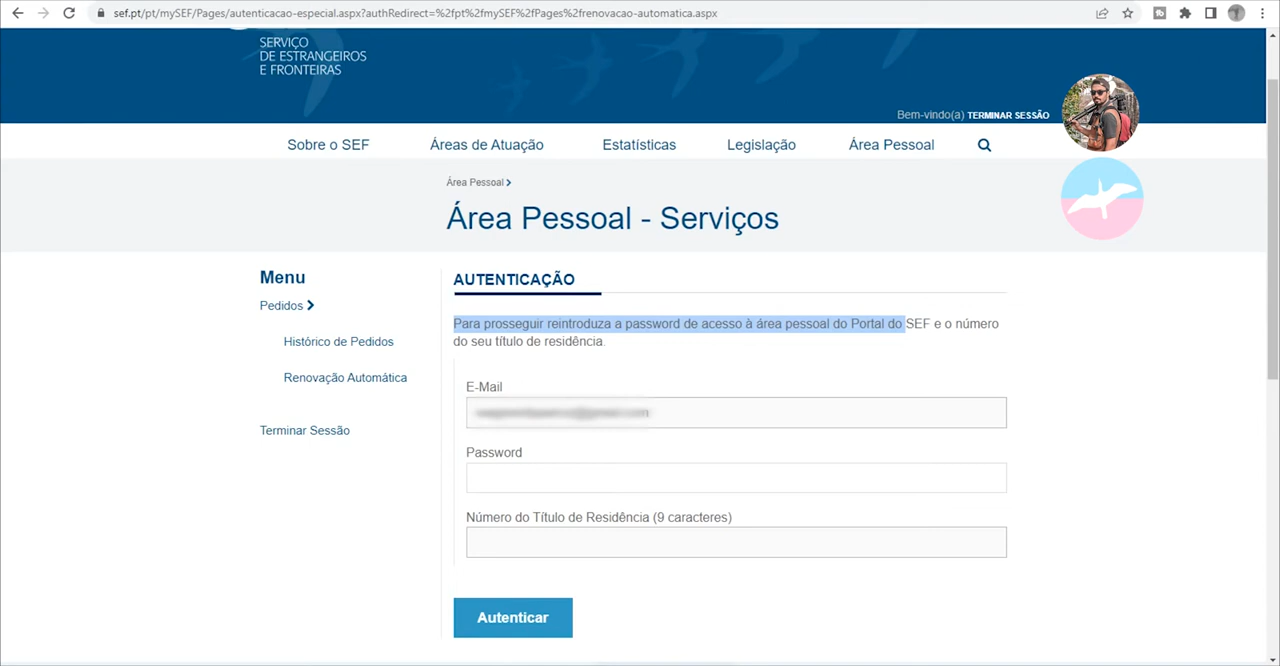 sef.pt/pt/mySEF/Pages/autenticacao-especial.aspx?authRedirect=%2fpt%2fmySEF%2fPages%2frenovacao-automatica.aspx
SERVIÇO
DE ESTRANGEIROS
E FRONTEIRAS
Bem-vindo(a) TERMINAR SESSÃO
Sobre o SEF Áreas de Atuação Estatísticas Legislação Área Pessoal
Área Pessoal
Área Pessoal - Serviços
Menu
Pedidos
Histórico de Pedidos
Renovação Automática
Terminar Sessão
AUTENTICAÇÃO
Para prosseguir reintroduza a password de acesso à área pessoal do Portal do SEF e o número
do seu título de residência.
E-Mail
Password
Número do Título de Residência (9 caracteres)
Autenticar